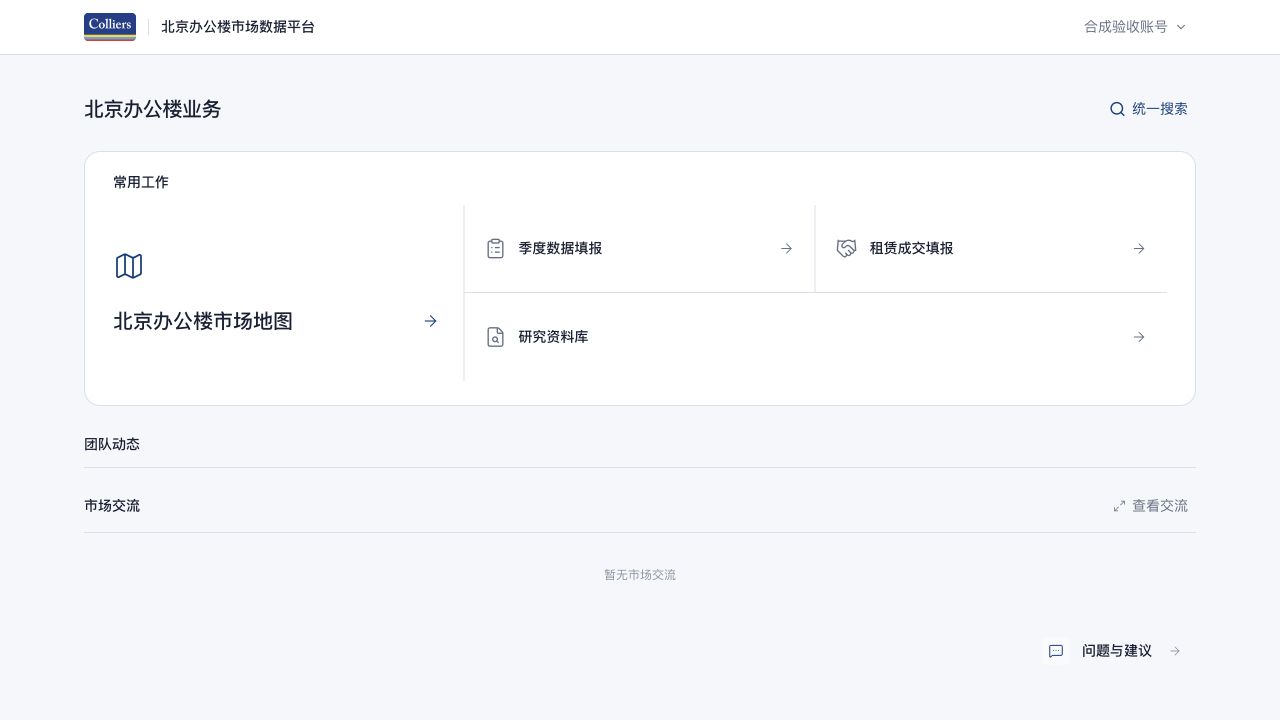 Colliers
北京办公楼市场数据平台
合成验收账号
北京办公楼业务
统一搜索
常用工作
北京办公楼市场地图
季度数据填报
租赁成交填报
研究资料库
团队动态
市场交流
查看交流
暂无市场交流
问题与建议